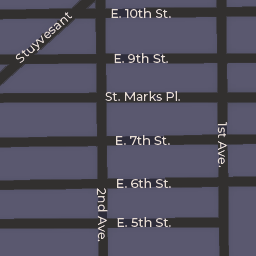 E. 10th St.
Stuyvesant
E. 9th St.
St. Marks Pl.
E. 7th St.
1st Ave.
E. 6th St.
2nd Ave.
E. 5th St.